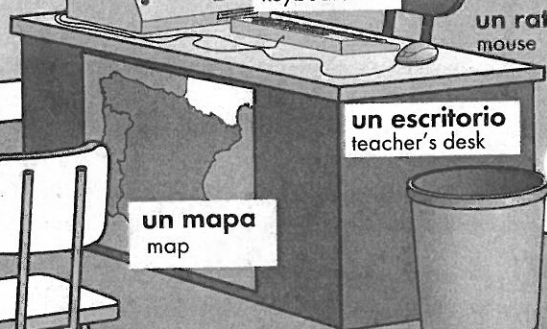 un escritorio
teacher's desk
mouse
un mapa
map